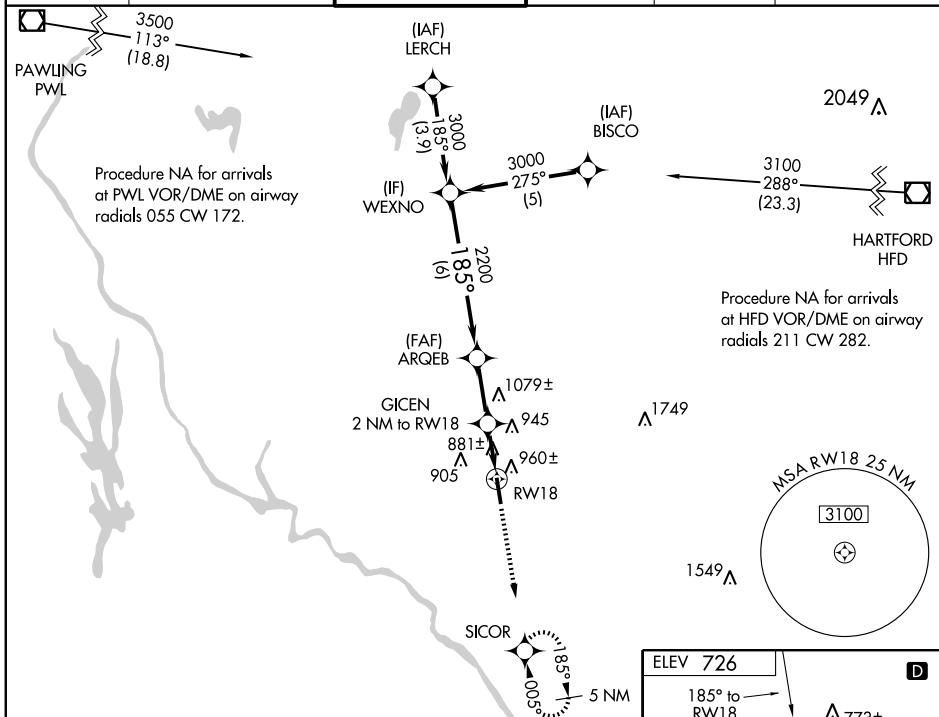 3500
113°
(18.8)
PAWLING
PWL
(IAF)
LERCH
3000
185°
(3.9)
(IAF)
BISCO
2049
Procedure NA for arrivals
at PWL VOR/DME on airway
radials 055 CW 172.
(IF)
WEXNO
3000
275°
(5)
3100
288°
(23.3)
HARTFORD
HFD
2200
185°
(6)
Procedure NA for arrivals
at HFD VOR/DME on airway
radials 211 CW 282.
(FAF)
ARQEB
1079±
GICEN
2 NM to RW18
945
1749
881±
905
960±
RW18
MSA RW18 25 NM
3100
1549
SICOR
185°
005°
5 NM
ELEV 726
D
185° to
RW18
772±